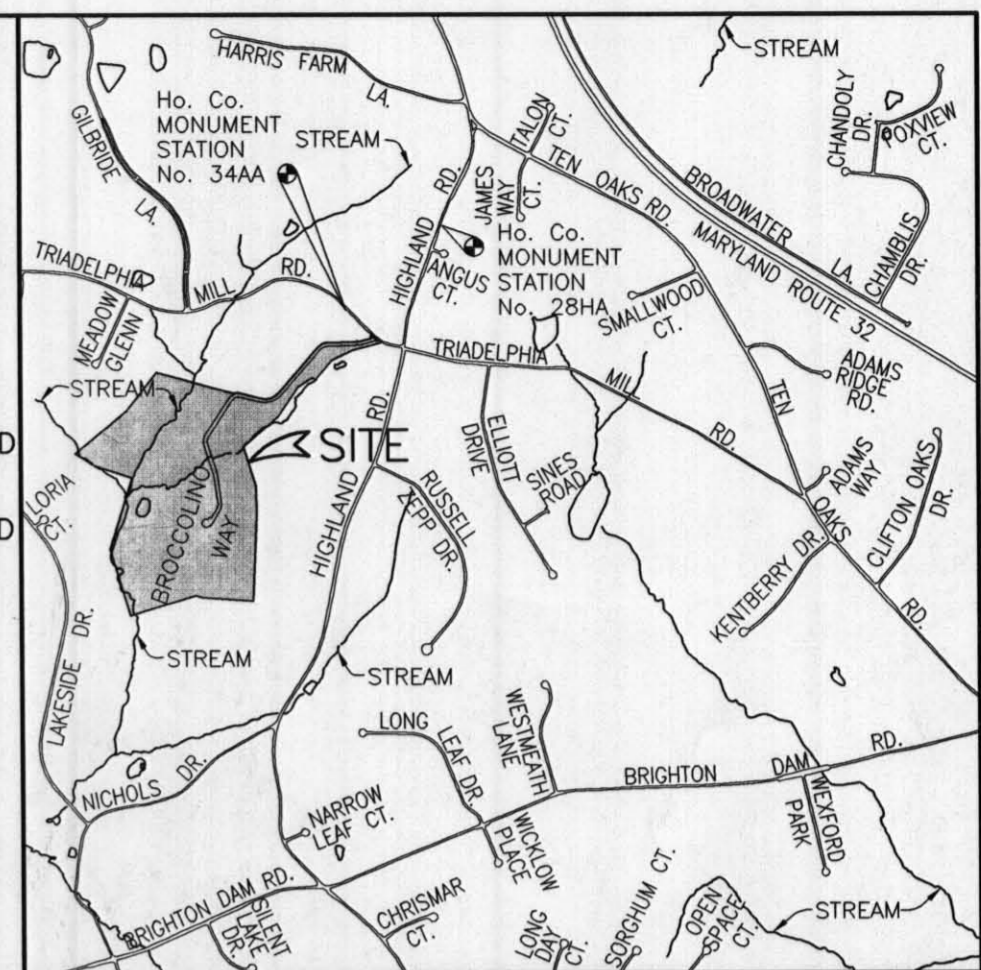 STREAM
HARRIS FARM
LA.
GILBRIDE
LA.
Ho. Co.
MONUMENT
STATION
No. 34AA
STREAM
TALON
CT.
CHANDOLY
DR.
FOXVIEW
CT.
JAMES
WAY
CT.
TEN OAKS RD.
BROADWATER
LA.
MARYLAND ROUTE 32
CHAMBLIS
DR.
HIGHLAND RD.
ANGUS
CT.
Ho. Co.
MONUMENT
STATION
No. 28HA
SMALLWOOD
CT.
TRIADELPHIA
MILL
RD.
MEADOW
GLENN
TRIADELPHIA
MILL
RD.
ADAMS
RIDGE
RD.
STREAM
SITE
D
D
LORIA
CT.
BROCCOLINO
WAY
HIGHLAND
RD.
RUSSELL
ZEPP DR.
ELLIOTT
DRIVE
SINES
ROAD
TEN
OAKS
RD.
ADAMS
WAY
CLIFTON OAKS
DR.
KENTBERRY DR.
LAKESIDE DR.
STREAM
STREAM
NICHOLS
DR.
LONG
LEAF DR.
WESTMEATH
LANE
BRIGHTON
DAM
RD.
NARROW
LEAF CT.
WICKLOW
PLACE
WEXFORD
PARK
BRIGHTON DAM RD.
SILENT
LAKE
DR.
CHRISMAR
CT.
LONG
DAY
CT.
SORGHUM CT.
OPEN
SPACE
CT.
STREAM